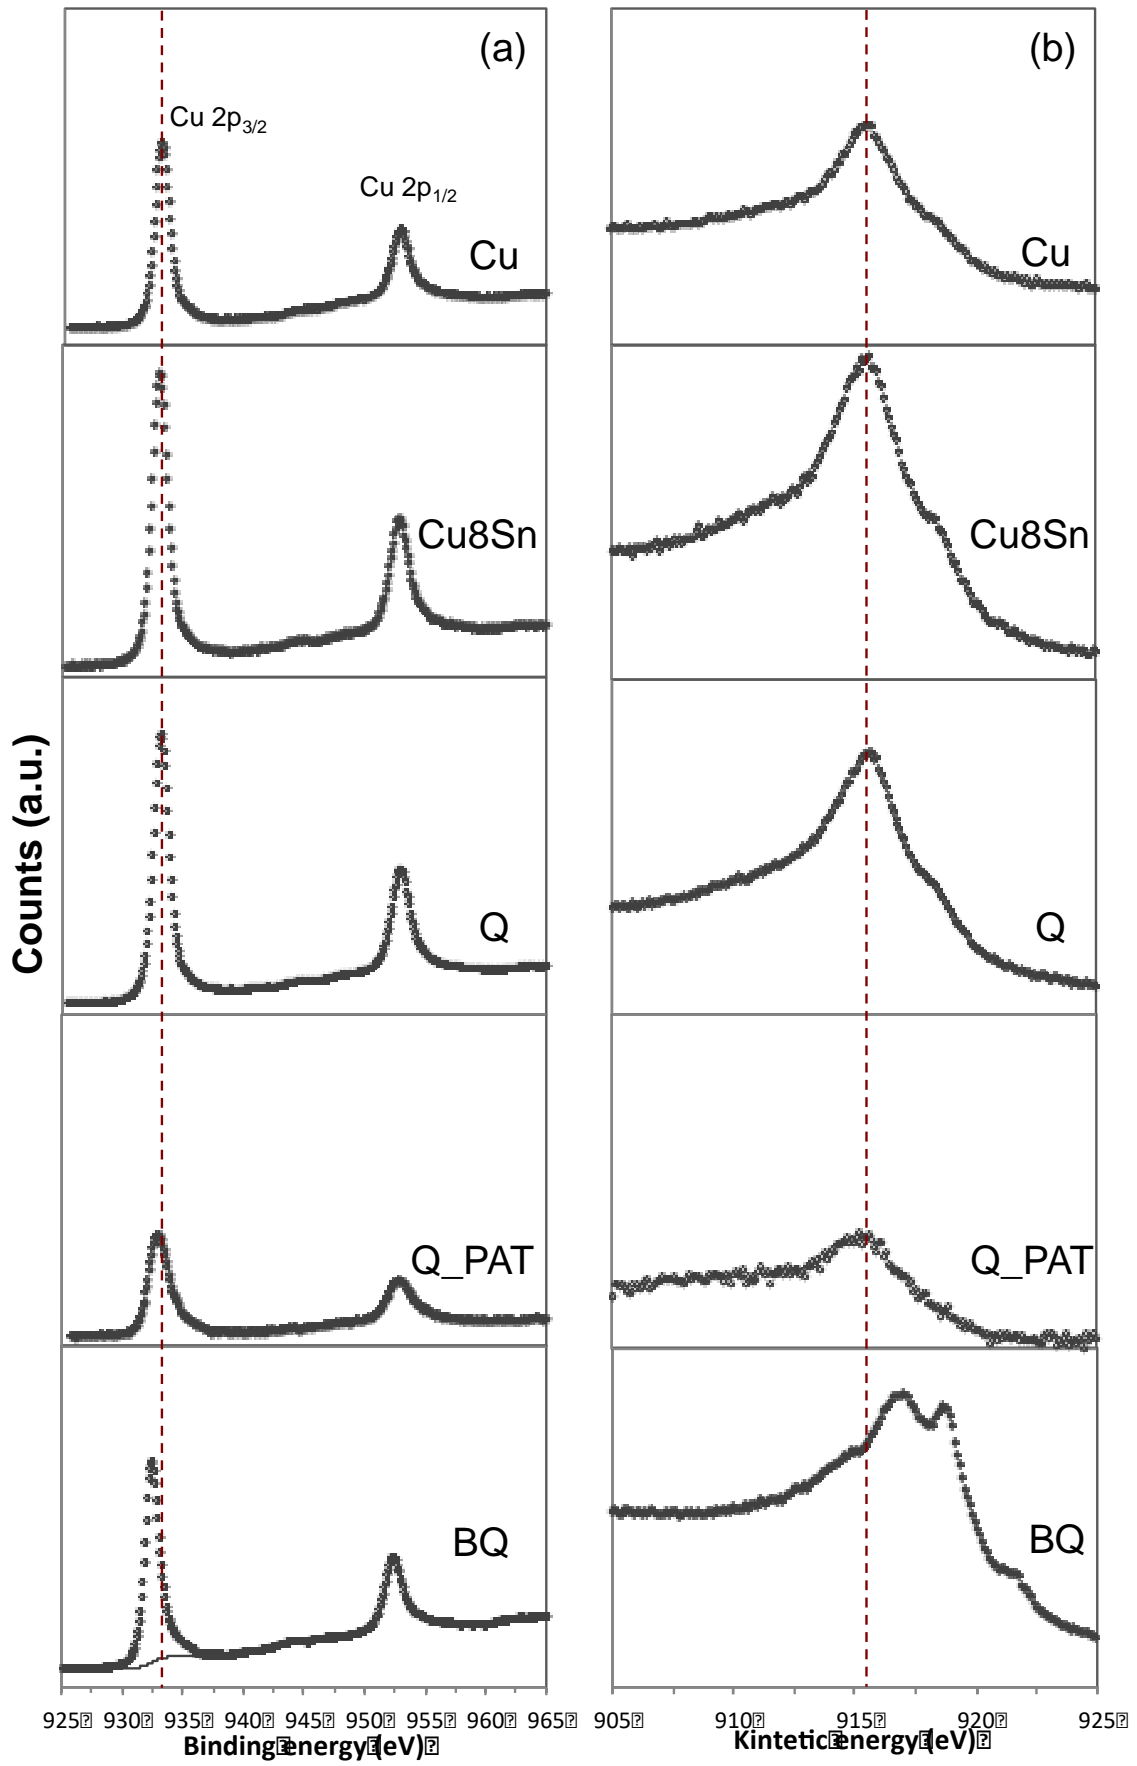 (a)
(b)
Cu 2p3/2
Cu 2p1/2
Cu
Cu
Cu8Sn
Cu8Sn
Counts (a.u.)
Q
Q
Q_PAT
Q_PAT
BQ
BQ
925 930 935 940 945 950 955 960 965
905 910 915 920 925
Binding energy (eV)
Kintetic energy (eV)